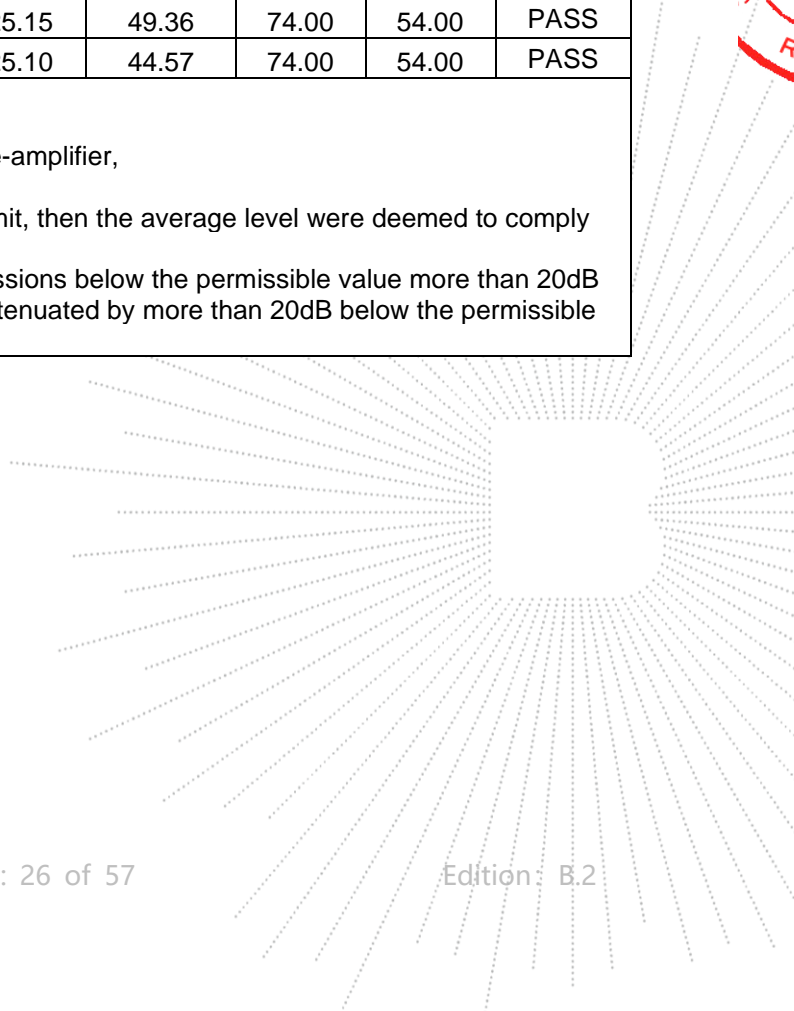 5.15 49.36 74.00 54.00 PASS
5.10 44.57 74.00 54.00 PASS
-amplifier,
nit, then the average level were deemed to comply
ssions below the permissible value more than 20dB
tenuated by more than 20dB below the permissible
: 26 of 57 Edition: B.2